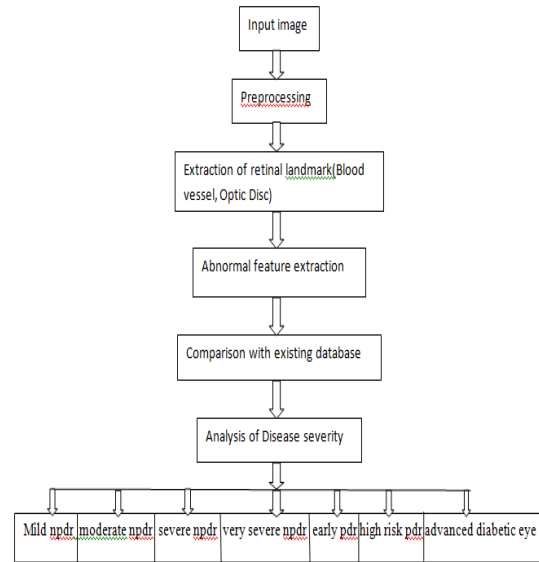 Input image
Preprocessing
Extraction of retinal landmark(Blood
vessel, Optic Disc)
Abnormal feature extraction
Comparison with existing database
Analysis of Disease severity
Mild npdr moderate npdr severe npdr very severe npdr early pdr high risk pdr advanced diabetic eye